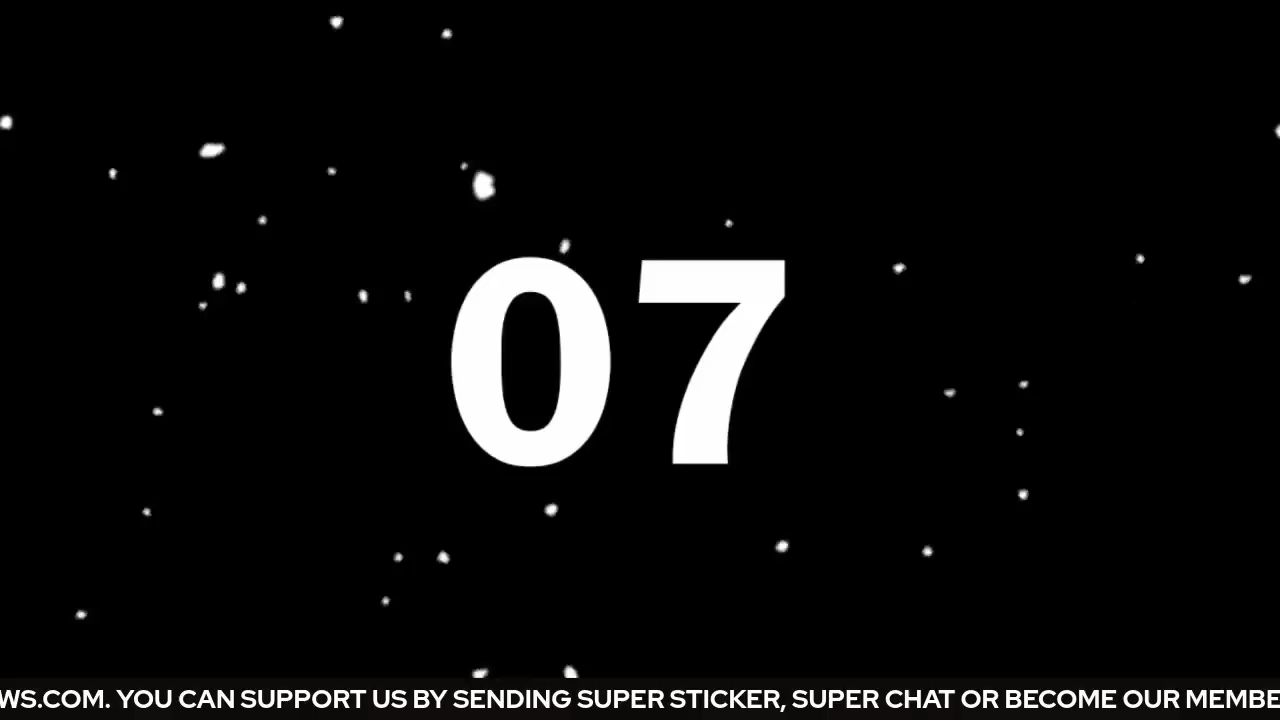 07
WS.COM. YOU CAN SUPPORT US BY SENDING SUPER STICKER, SUPER CHAT OR BECOME OUR MEMBE